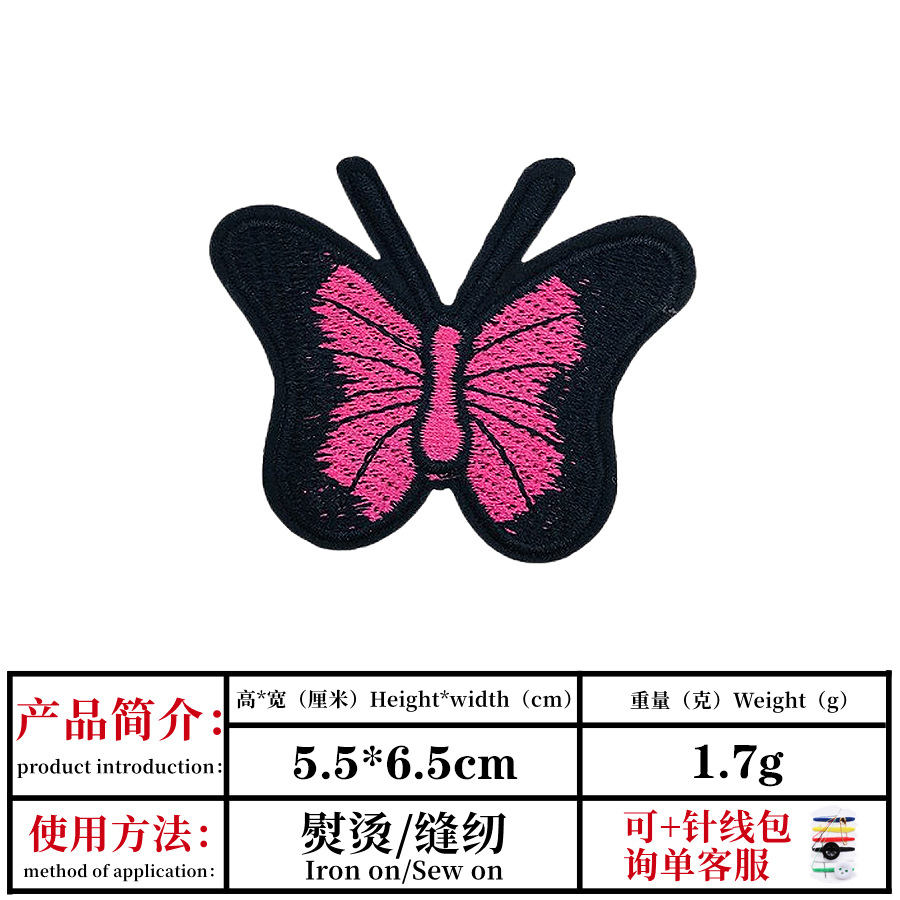 产品简介：
product introduction：
高*宽（厘米）Height*width（cm）
重量（克）Weight（g）
5.5*6.5cm
1.7g
使用方法：
method of application：
熨烫/缝纫
Iron on/Sew on
可+针线包
询单客服